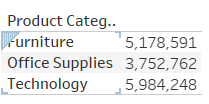 Product Categ..
Furniture 5,178,591
Office Supplies 3,752,762
Technology 5,984,248